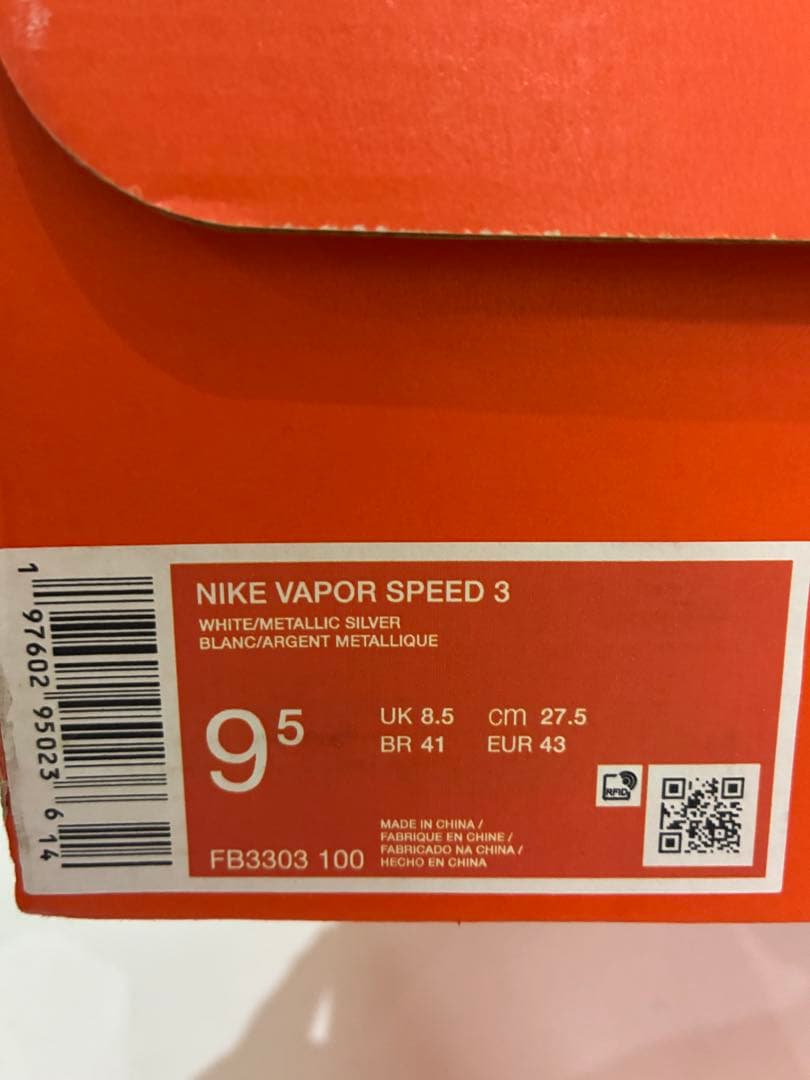 NIKE VAPOR SPEED 3
WHITE/METALLIC SILVER
BLANC/ARGENT METALLIQUE
9 5
UK 8.5 cm 27.5
BR 41 EUR 43
RFID
MADE IN CHINA /
FABRIQUE EN CHINE /
FABRICADO NA CHINA /
HECHO EN CHINA
FB3303 100
1 97602 95023 6 14